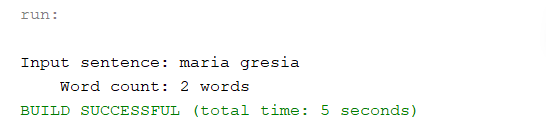 run:
Input sentence: maria gresia
Word count: 2 words
BUILD SUCCESSFUL (total time: 5 seconds)